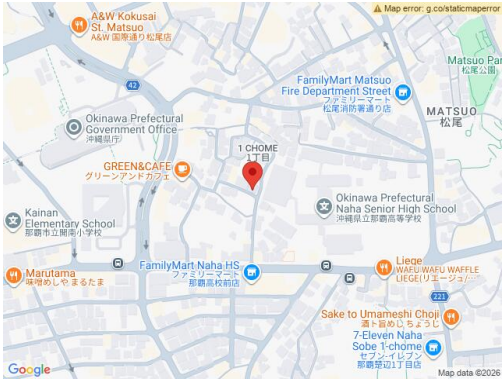 A&W Kokusai
St. Matsuo
A&W 国際通り松尾店
Map error: g.co/staticmaperror
Matsuo Par
松尾公園
FamilyMart Matsuo
Fire Department Street
ファミリーマート
松尾消防署通り店
MATSUO
松尾
42
Okinawa Prefectural
Government Office
沖縄県庁
1 CHOME
1丁目
GREEN&CAFE
グリーンアンドカフェ
Okinawa Prefectural
Naha Senior High School
沖縄県立那覇高等学校
Kainan
Elementary School
那覇市立開南小学校
Marutama
味噌めしや まるたま
FamilyMart Naha HS
ファミリーマート
那覇高校前店
Liege
WAFU WAFU WAFFLE
LIEGE(リエージュ/
221
Sake to Umameshi Choji
酒ト旨めし ちょうじ
7-Eleven Naha
Sobe 1-chome
セブン-イレブン
那覇楚辺1丁目店
Google
Map data ©2026